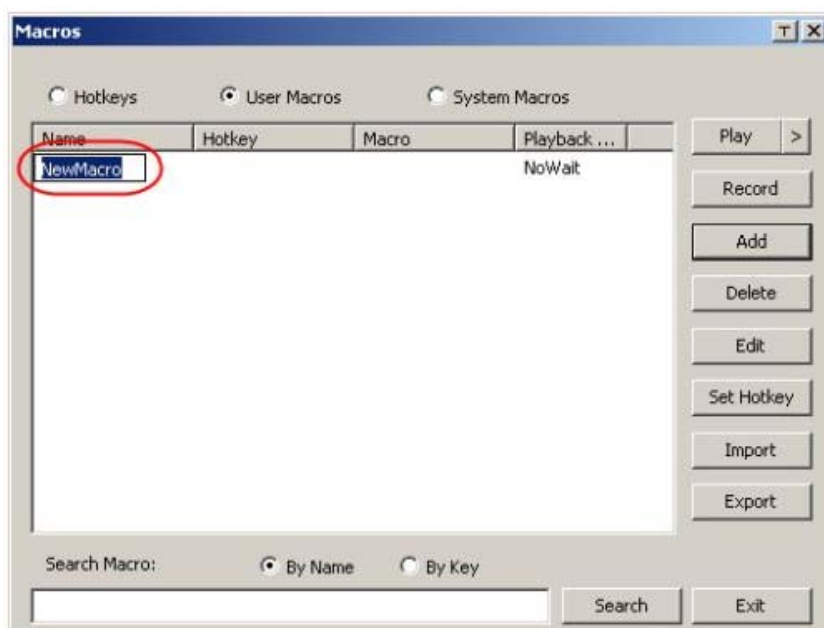 Macros
Hotkeys User Macros System Macros
Name Hotkey Macro Playback ... Play >
NewMacro NoWait
Record
Add
Delete
Edit
Set Hotkey
Import
Export
Search Macro: By Name By Key
Search Exit